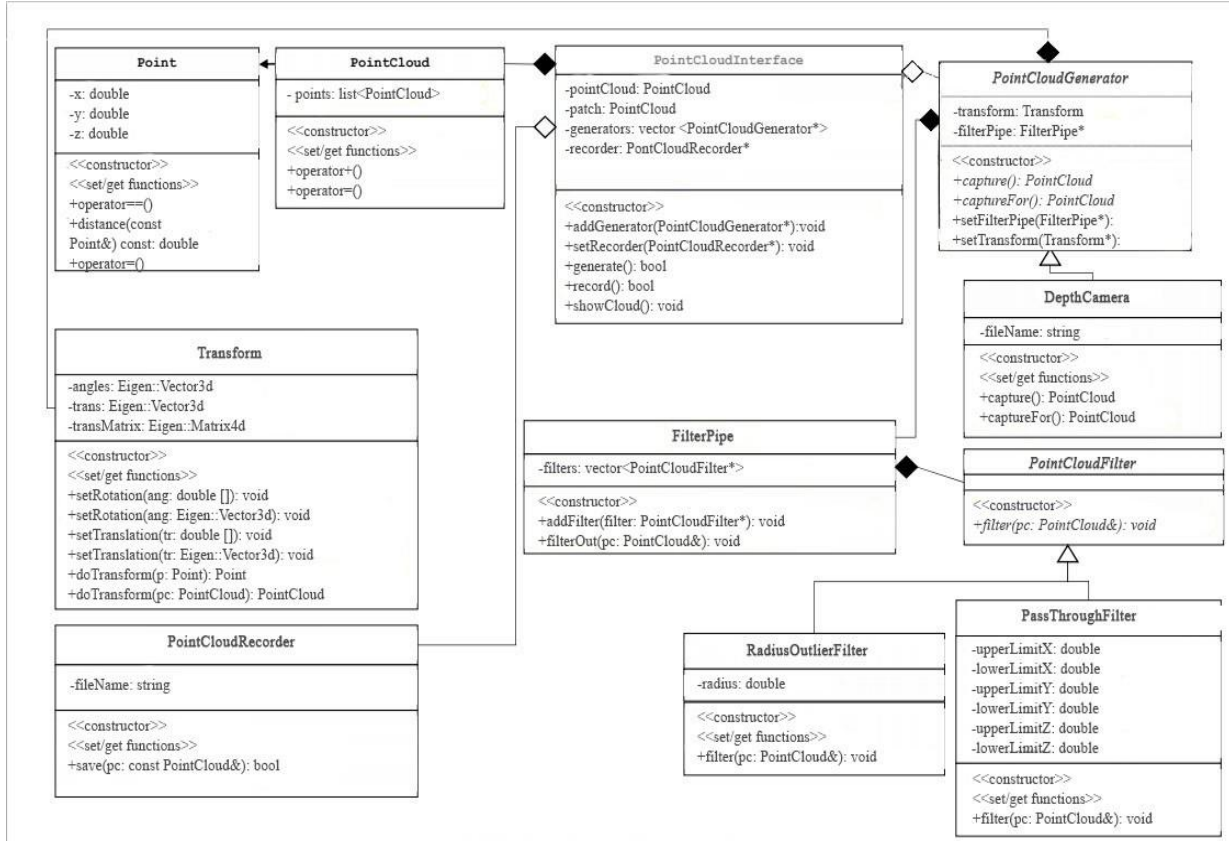 Point
-x: double
-y: double
-z: double
<<constructor>>
<<set/get functions>>
+operator==()
+distance(const
Point&) const: double
+operator=()
PointCloud
- points: list<PointCloud>
<<constructor>>
<<set/get functions>>
+operator+()
+operator=()
PointCloudInterface
-pointCloud: PointCloud
-patch: PointCloud
-generators: vector <PointCloudGenerator*>
-recorder: PontCloudRecorder*
<<constructor>>
+addGenerator(PointCloudGenerator*):void
+setRecorder(PointCloudRecorder*): void
+generate(): bool
+record(): bool
+showCloud(): void
PointCloudGenerator
-transform: Transform
-filterPipe: FilterPipe*
<<constructor>>
+capture(): PointCloud
+captureFor(): PointCloud
+setFilterPipe(FilterPipe*):
+setTransform(Transform*):
DepthCamera
-fileName: string
<<constructor>>
<<set/get functions>>
+capture(): PointCloud
+captureFor(): PointCloud
Transform
-angles: Eigen::Vector3d
-trans: Eigen::Vector3d
-transMatrix: Eigen::Matrix4d
<<constructor>>
<<set/get functions>>
+setRotation(ang: double []): void
+setRotation(ang: Eigen::Vector3d): void
+setTranslation(tr: double []): void
+setTranslation(tr: Eigen::Vector3d): void
+doTransform(p: Point): Point
+doTransform(pc: PointCloud): PointCloud
FilterPipe
-filters: vector<PointCloudFilter*>
<<constructor>>
+addFilter(filter: PointCloudFilter*): void
+filterOut(pc: PointCloud&): void
PointCloudFilter
<<constructor>>
+filter(pc: PointCloud&): void
PointCloudRecorder
-fileName: string
<<constructor>>
<<set/get functions>>
+save(pc: const PointCloud&): bool
RadiusOutlierFilter
-radius: double
<<constructor>>
<<set/get functions>>
+filter(pc: PointCloud&): void
PassThroughFilter
-upperLimitX: double
-lowerLimitX: double
-upperLimitY: double
-lowerLimitY: double
-upperLimitZ: double
-lowerLimitZ: double
<<constructor>>
<<set/get functions>>
+filter(pc: PointCloud&): void